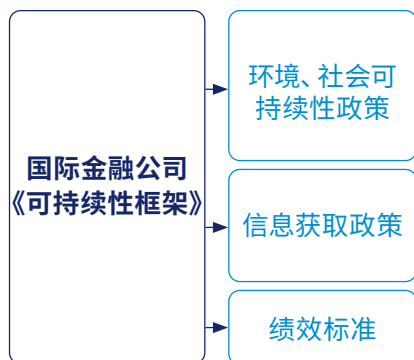 国际金融公司
《可持续性框架》
环境、社会可
持续性政策
信息获取政策
绩效标准